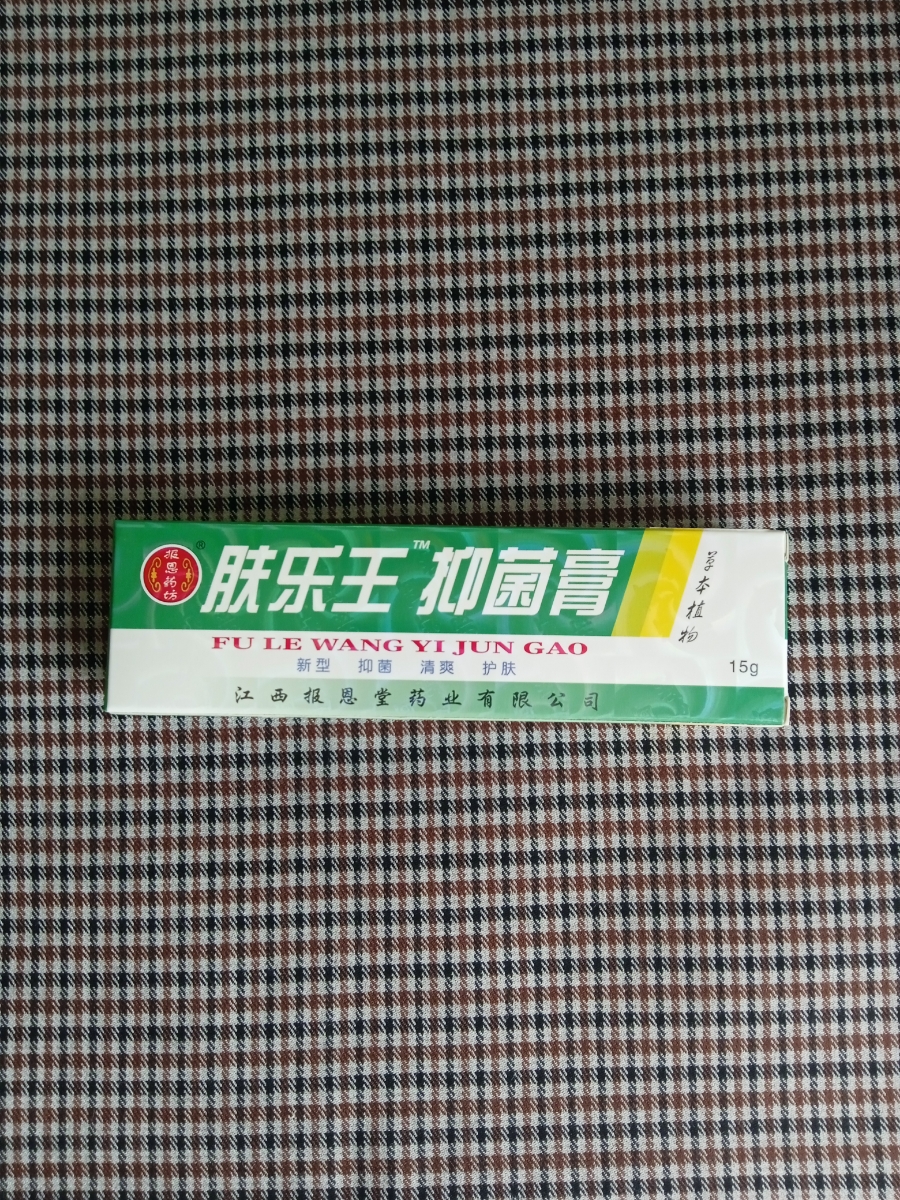 报恩药坊®
肤乐王™ 抑菌膏
草本植物
FU LE WANG YI JUN GAO
新型 抑菌 清爽 护肤
15g
江西报恩堂药业有限公司